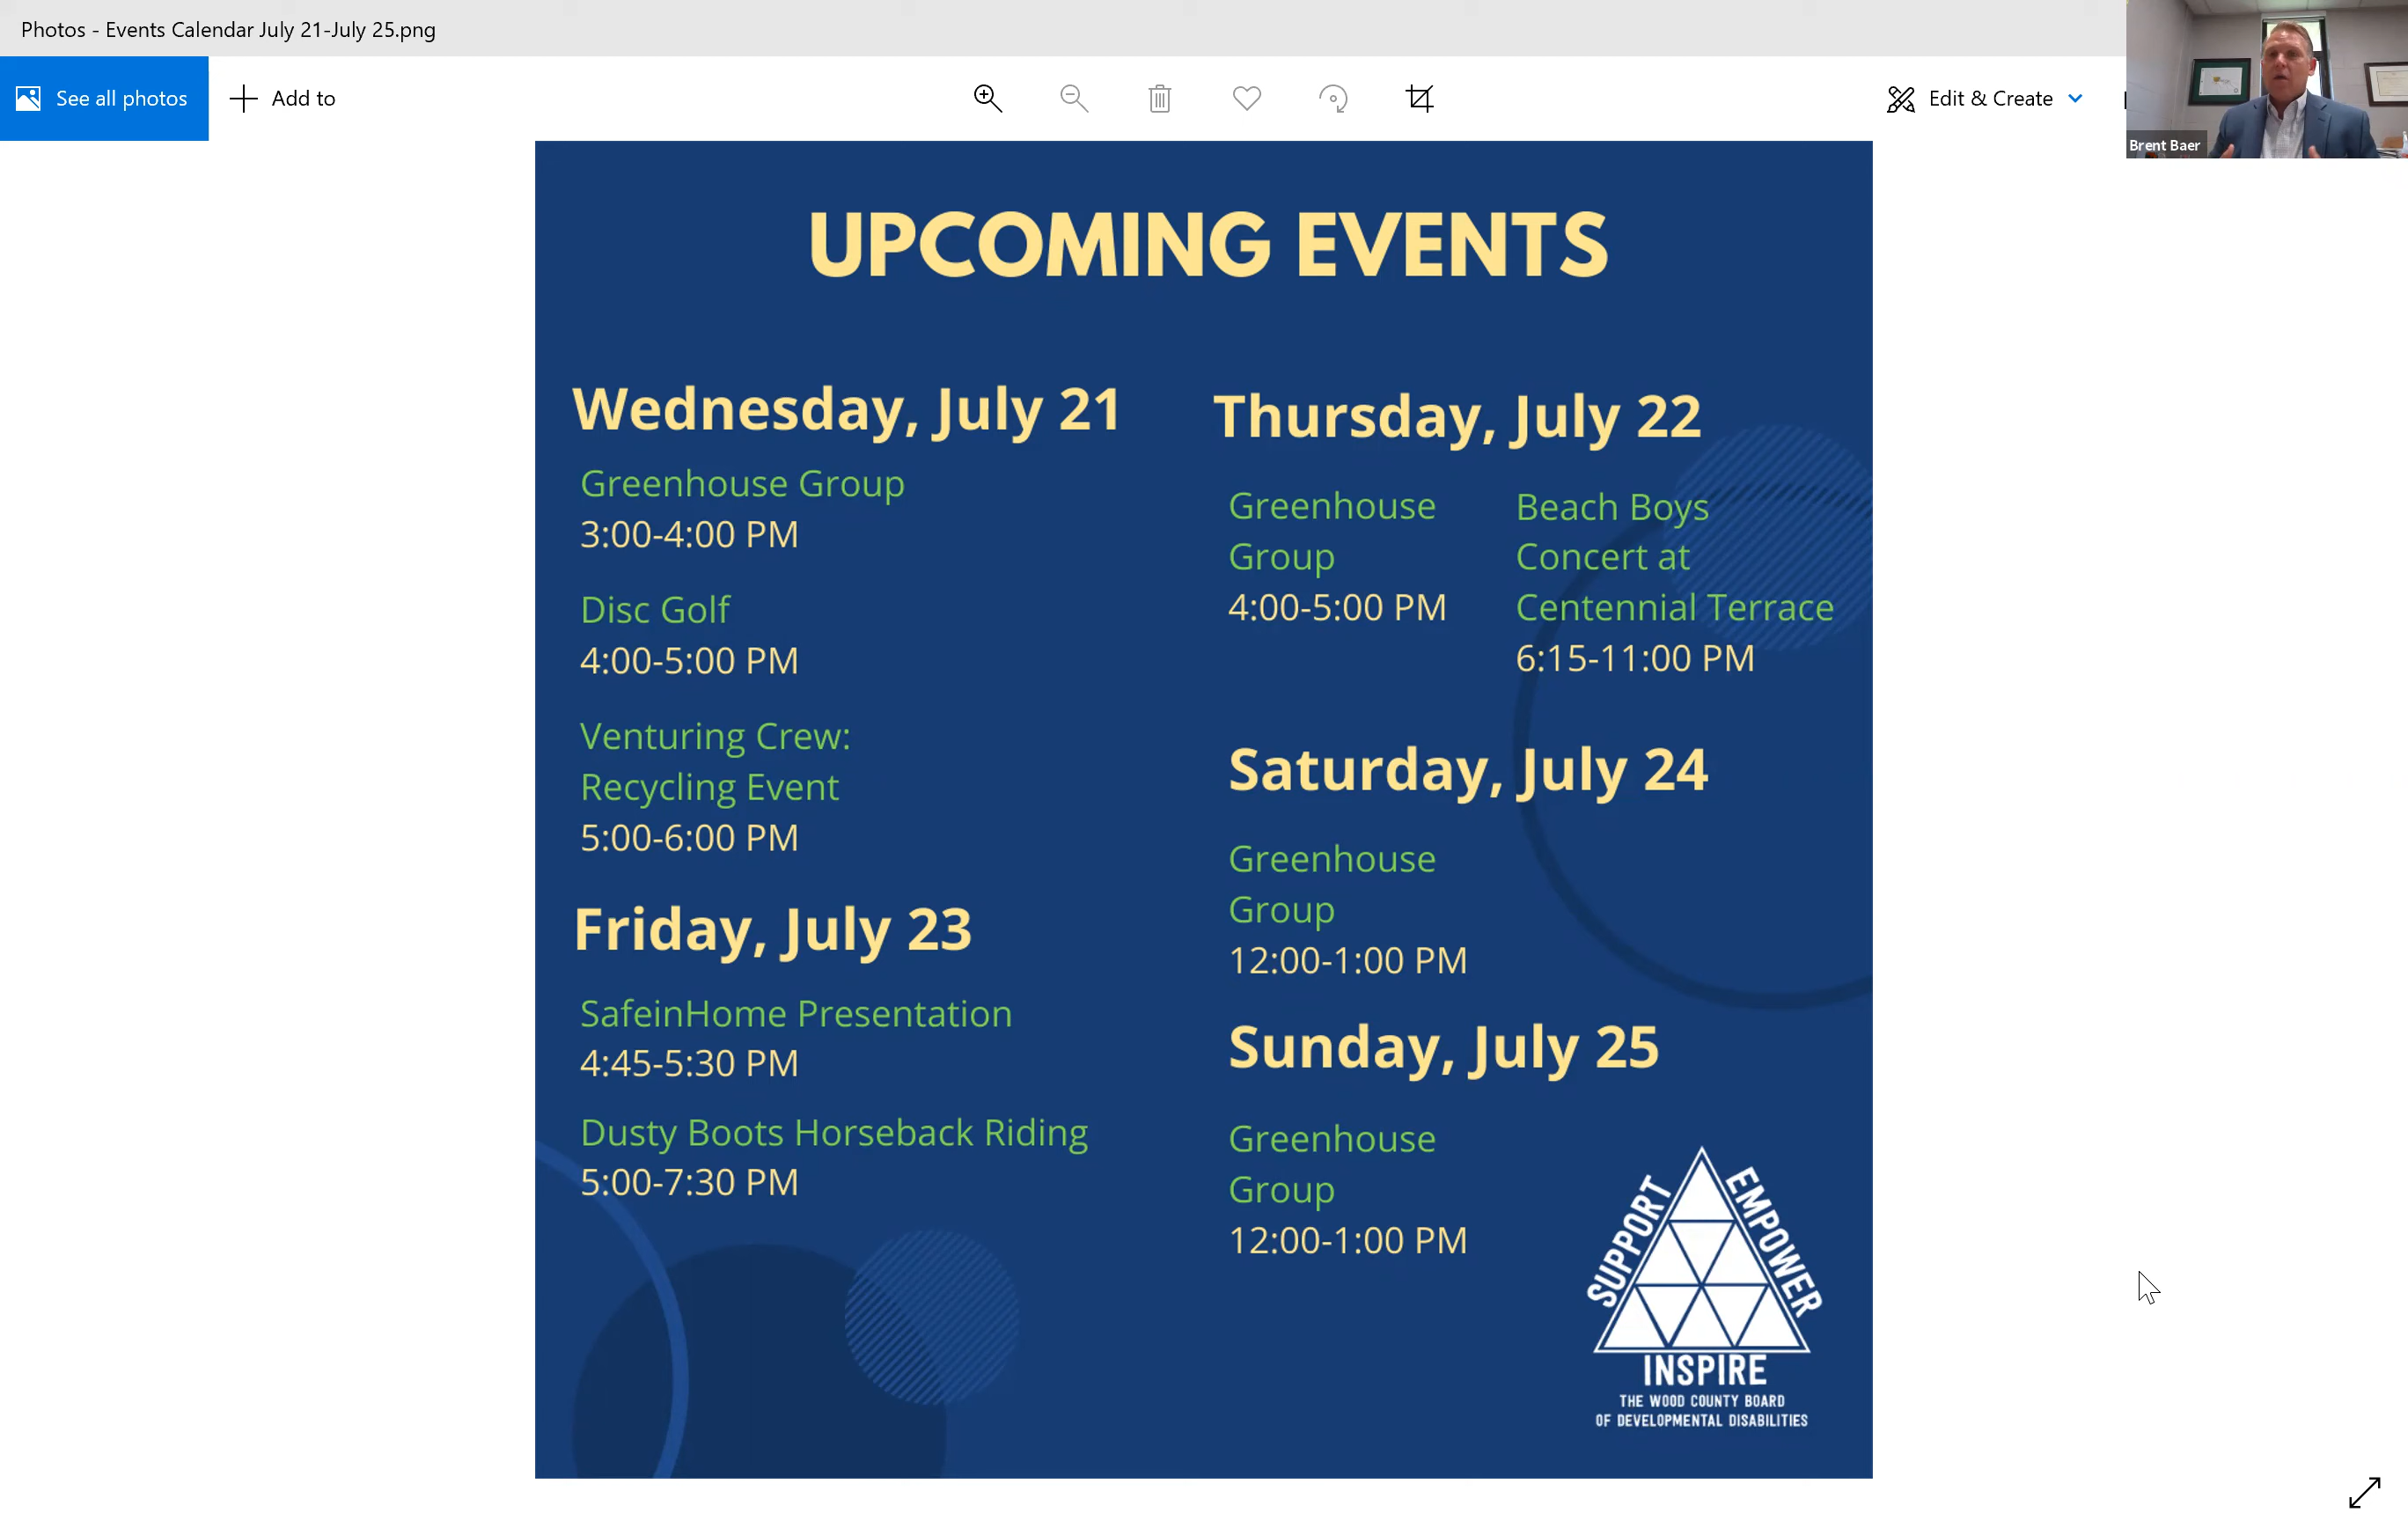 Photos - Events Calendar July 21-July 25.png
See all photos
Add to
Edit & Create
Brent Baer
UPCOMING EVENTS
Wednesday, July 21
Greenhouse Group
3:00-4:00 PM
Disc Golf
4:00-5:00 PM
Venturing Crew:
Recycling Event
5:00-6:00 PM
Friday, July 23
SafeinHome Presentation
4:45-5:30 PM
Dusty Boots Horseback Riding
5:00-7:30 PM
Thursday, July 22
Greenhouse
Group
4:00-5:00 PM
Beach Boys
Concert at
Centennial Terrace
6:15-11:00 PM
Saturday, July 24
Greenhouse
Group
12:00-1:00 PM
Sunday, July 25
Greenhouse
Group
12:00-1:00 PM
SUPPORT
EMPOWER
INSPIRE
THE WOOD COUNTY BOARD
OF DEVELOPMENTAL DISABILITIES